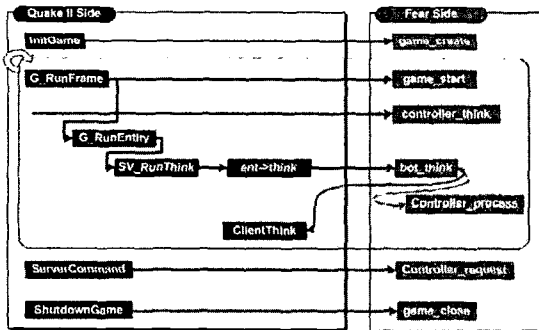 Quake II Side
Fear Side
InitGame
game_create
G_RunFrame
game_start
controller_think
G_RunEntity
SV_RunThink
ent->think
bot_think
Controller_process
ClientThink
ServerCommand
Controller_request
ShutdownGame
game_close